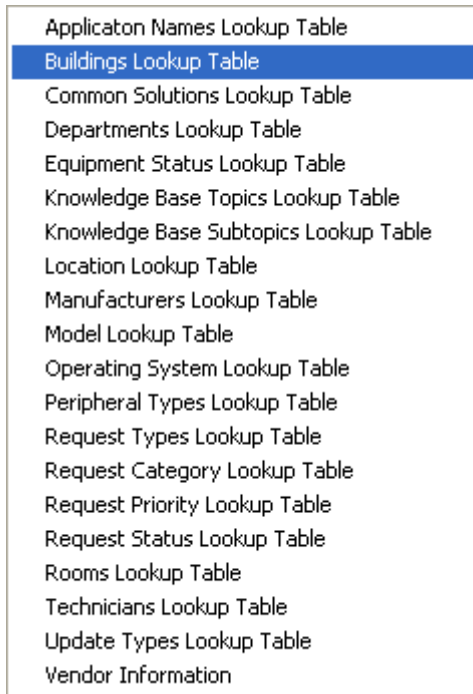 Applicaton Names Lookup Table
Buildings Lookup Table
Common Solutions Lookup Table
Departments Lookup Table
Equipment Status Lookup Table
Knowledge Base Topics Lookup Table
Knowledge Base Subtopics Lookup Table
Location Lookup Table
Manufacturers Lookup Table
Model Lookup Table
Operating System Lookup Table
Peripheral Types Lookup Table
Request Types Lookup Table
Request Category Lookup Table
Request Priority Lookup Table
Request Status Lookup Table
Rooms Lookup Table
Technicians Lookup Table
Update Types Lookup Table
Vendor Information